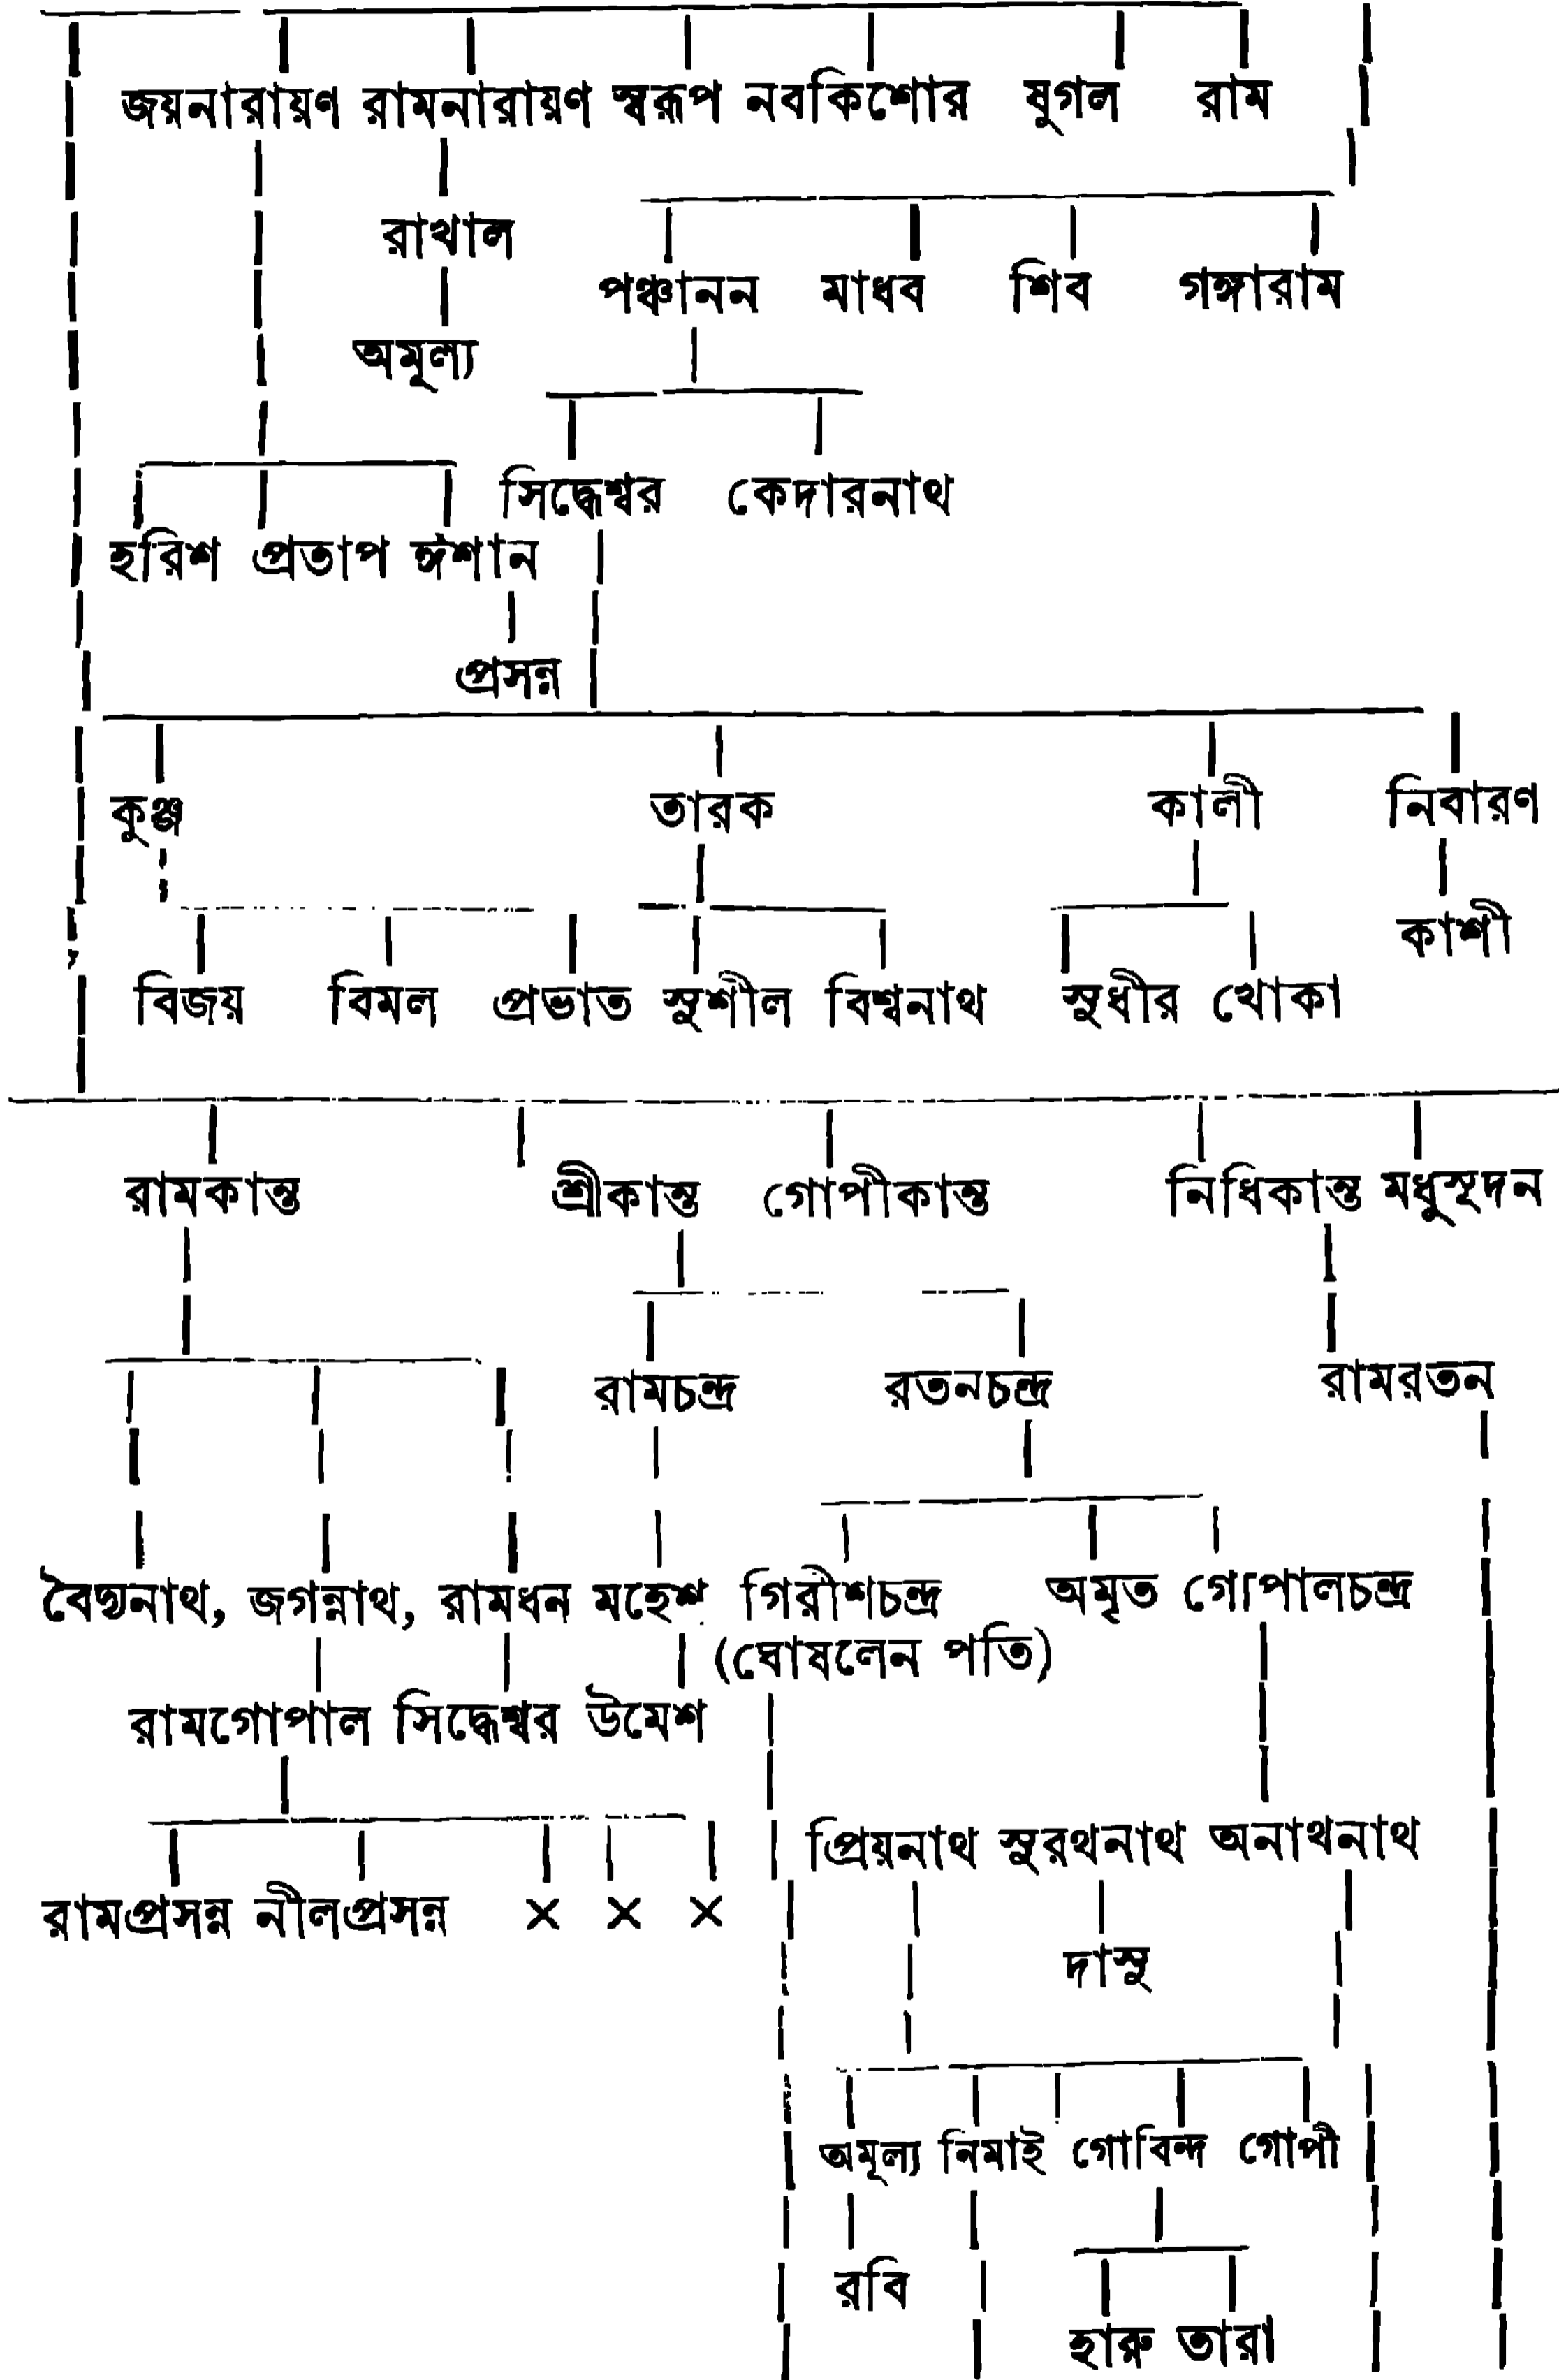 জয়নারায়ণ রামনারায়ণ স্বরূপ নবকিশোর যুগল রাম
রাখাল
পঞ্চানন মাধব শিব গঙ্গারাম
অমূল্য
সিদ্ধেশ্বর কেদারনাথ
হরিশ প্রতাপ ঈশান
প্রসন্ন
কুঞ্জ তারক কালী নিবারণ
কাশী
বিজয় বিমল প্রভাত সুশীল বিশ্বনাথ সুধীর খোকা
রামকান্ত শ্রীকান্ত গোপীকান্ত নিধিকান্ত মধুসূদন
রামচন্দ্র রতনচন্দ্র রামরতন
বৈদ্যনাথ, জগন্নাথ, রামধন মহেশ গিরীশচন্দ্র অমৃত গোপালচন্দ্র
(ঘোষলেন পতি)
রামগোপাল সিদ্ধেশ্বর উমেশ
প্রিয়নাথ সুরথনাথ অনাথনাথ
রামপ্রসন্ন নীলপ্রসন্ন × × ×
দাসু
অমূল্য নিমাই গোবিন্দ গোপী
রবি
হারু তারা